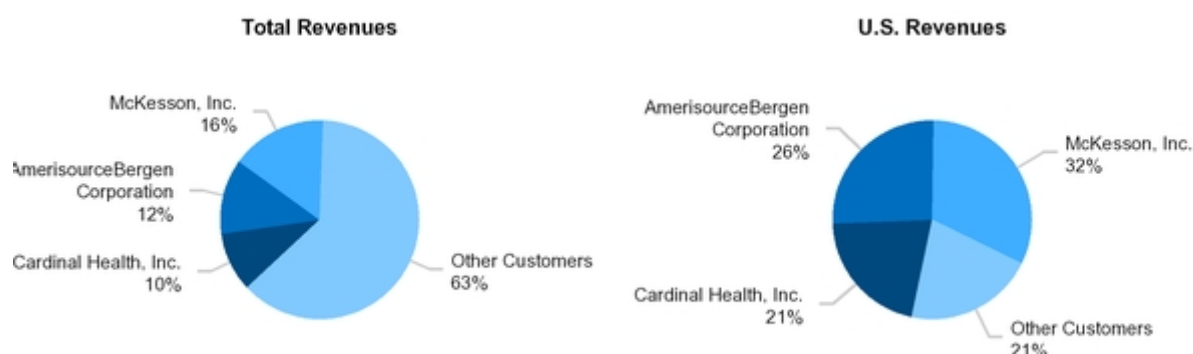 Total Revenues
McKesson, Inc.
16%
AmerisourceBergen
Corporation
12%
Cardinal Health, Inc.
10%
Other Customers
63%
U.S. Revenues
AmerisourceBergen
Corporation
26%
McKesson, Inc.
32%
Cardinal Health, Inc.
21%
Other Customers
21%